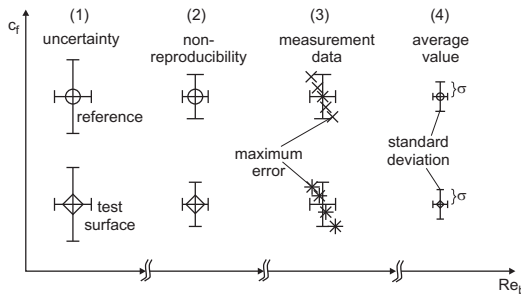 c_f
(1) (2) (3) (4)
uncertainty
non-
reproducibility
measurement
data
average
value
reference
}σ
maximum
error
standard
deviation
test
surface
}σ
Re_b